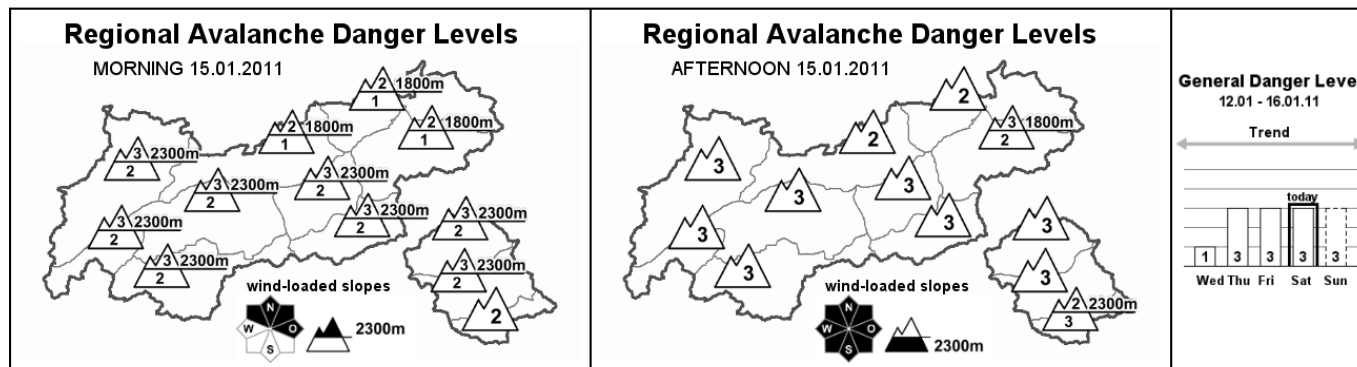 Regional Avalanche Danger Levels
MORNING 15.01.2011
2 1800m
1
2 1800m
1
2 1800m
1
3 2300m
2
3 2300m
2
3 2300m
2
3 2300m
2
3 2300m
2
3 2300m
2
3 2300m
2
3 2300m
2
2
wind-loaded slopes
N
W O
S
2300m
Regional Avalanche Danger Levels
AFTERNOON 15.01.2011
2
2
3 1800m
2
3
3
3
3
3
3
3
3
2 2300m
3
wind-loaded slopes
N
W O
S
2300m
General Danger Leve
12.01 - 16.01.11
Trend
today
1 3 3 3 3
Wed Thu Fri Sat Sun